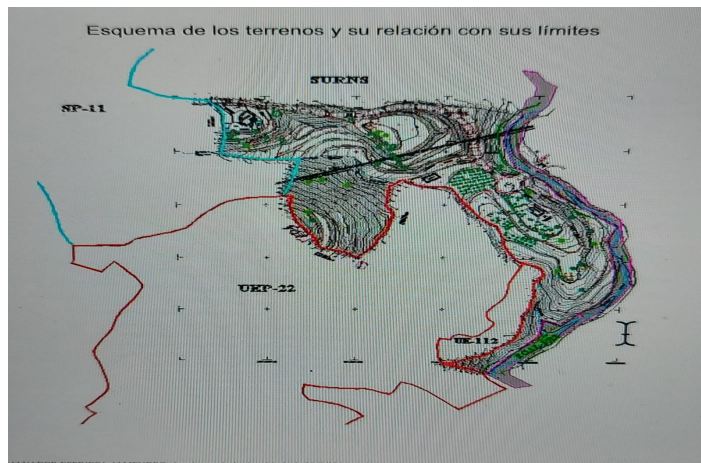 Esquema de los terrenos y su relación con sus límites
SURNS
SP-11
UEP-22
UE-112